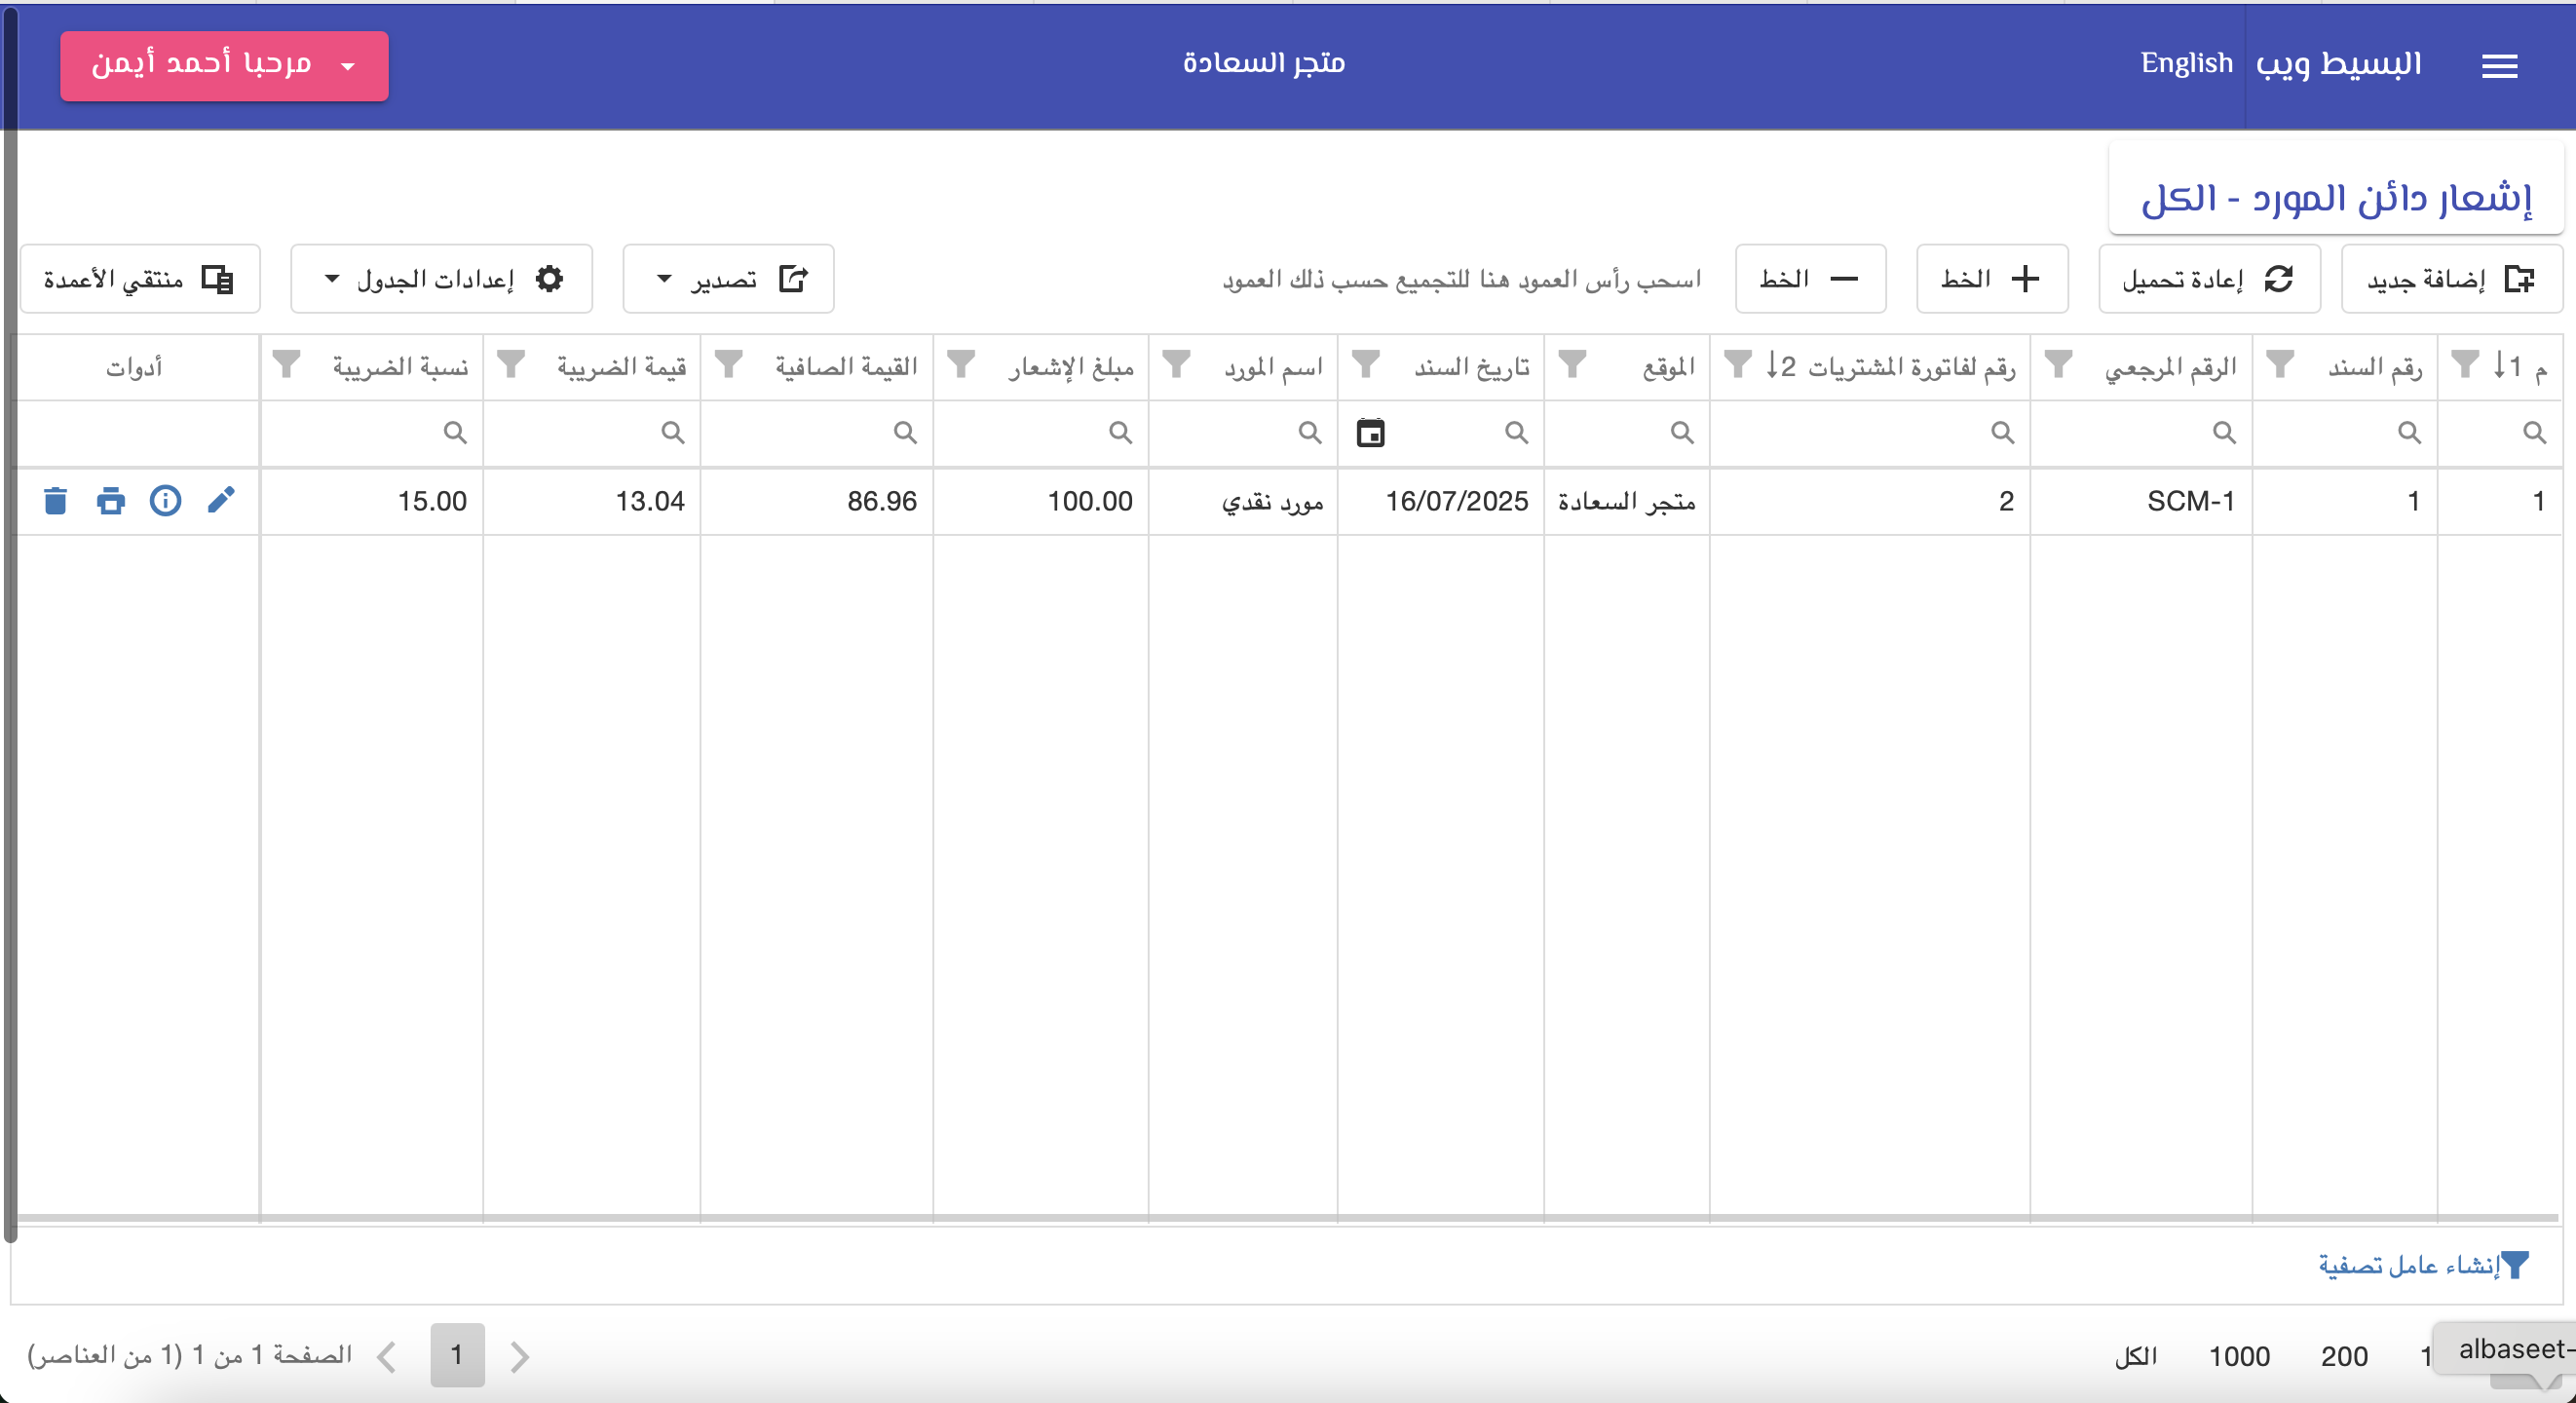 البسيط ويب English متجر السعادة مرحبا أحمد أيمن
إشعار دائن المورد - الكل
إضافة جديد إعادة تحميل الخط الخط اسحب رأس العمود هنا للتجميع حسب ذلك العمود تصدير إعدادات الجدول منتقي الأعمدة
م 1 رقم السند الرقم المرجعي رقم لفاتورة المشتريات 2 الموقع تاريخ السند اسم المورد مبلغ الإشعار القيمة الصافية قيمة الضريبة نسبة الضريبة أدوات
1 1 SCM-1 2 متجر السعادة 16/07/2025 مورد نقدي 100.00 86.96 13.04 15.00
إنشاء عامل تصفية
albaseet- 200 1000 الكل 1 الصفحة 1 من 1 (1 من العناصر)